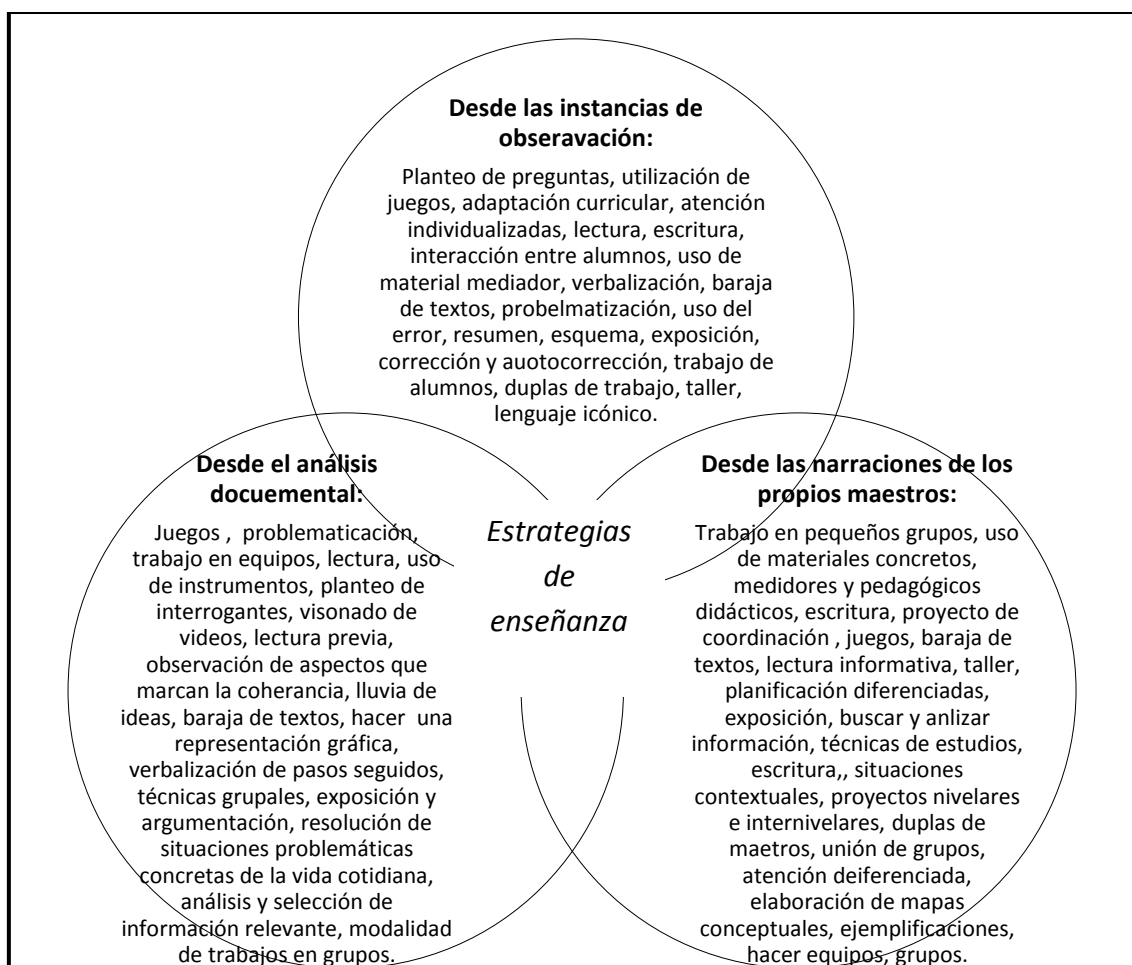 Desde las instancias de
obseravación:
Planteo de preguntas, utilización de
juegos, adaptación curricular, atención
individualizadas, lectura, escritura,
interacción entre alumnos, uso de
material mediador, verbalización, baraja
de textos, probelmatización, uso del
error, resumen, esquema, exposición,
corrección y auotocorrección, trabajo de
alumnos, duplas de trabajo, taller,
lenguaje icónico.
Desde el análisis
docuemental:
Juegos , problematicación,
trabajo en equipos, lectura, uso
de instrumentos, planteo de
interrogantes, visonado de
videos, lectura previa,
observación de aspectos que
marcan la coherancia, lluvia de
ideas, baraja de textos, hacer una
representación gráfica,
verbalización de pasos seguidos,
técnicas grupales, exposición y
argumentación, resolución de
situaciones problemáticas
concretas de la vida cotidiana,
análisis y selección de
información relevante, modalidad
de trabajos en grupos.
Estrategias
de
enseñanza
Desde las narraciones de los
propios maestros:
Trabajo en pequeños grupos, uso
de materiales concretos,
medidores y pedagógicos
didácticos, escritura, proyecto de
coordinación , juegos, baraja de
textos, lectura informativa, taller,
planificación diferenciadas,
exposición, buscar y anlizar
información, técnicas de estudios,
escritura,, situaciones
contextuales, proyectos nivelares
e internivelares, duplas de
maetros, unión de grupos,
atención deiferenciada,
elaboración de mapas
conceptuales, ejemplificaciones,
hacer equipos, grupos.